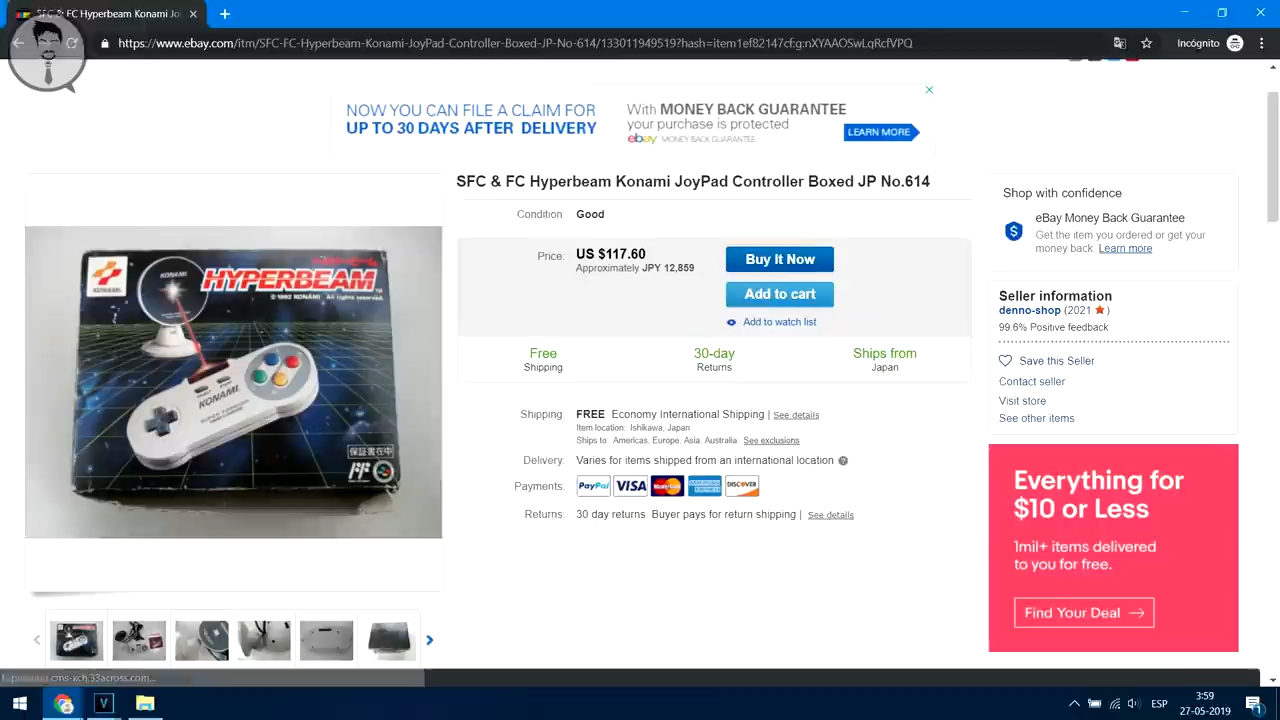 SFC & FC Hyperbeam Konami Jo
https://www.ebay.com/itm/SFC-FC-Hyperbeam-Konami-JoyPad-Controller-Boxed-JP-No-614/133011949519?hash=item1ef82147cf:g:nXYAAOSwLqRcfVPQ
Incógnito
NOW YOU CAN FILE A CLAIM FOR
UP TO 30 DAYS AFTER DELIVERY
With MONEY BACK GUARANTEE
your purchase is protected
ebay MONEY BACK GUARANTEE
LEARN MORE
SFC & FC Hyperbeam Konami JoyPad Controller Boxed JP No.614
Condition: Good
Price: US $117.60
Approximately JPY 12,859
Buy It Now
Add to cart
Add to watch list
Free
Shipping
30-day
Returns
Ships from
Japan
Shipping: FREE Economy International Shipping | See details
Item location: Ishikawa, Japan
Ships to: Americas, Europe, Asia, Australia See exclusions
Delivery: Varies for items shipped from an international location
Payments: PayPal VISA MasterCard AMERICAN EXPRESS DISCOVER
Returns: 30 day returns. Buyer pays for return shipping | See details
Shop with confidence
eBay Money Back Guarantee
Get the item you ordered or get your
money back. Learn more
Seller information
denno-shop (2021 )
99.6% Positive feedback
Save this Seller
Contact seller
Visit store
See other items
Everything for
$10 or Less
1mil+ items delivered
to you for free.
Find Your Deal
KONAMI
KONAMI
HYPERBEAM
© 1992 KONAMI All rights reserved.
KONAMI
保証書在中
ESP
3:59
27-05-2019